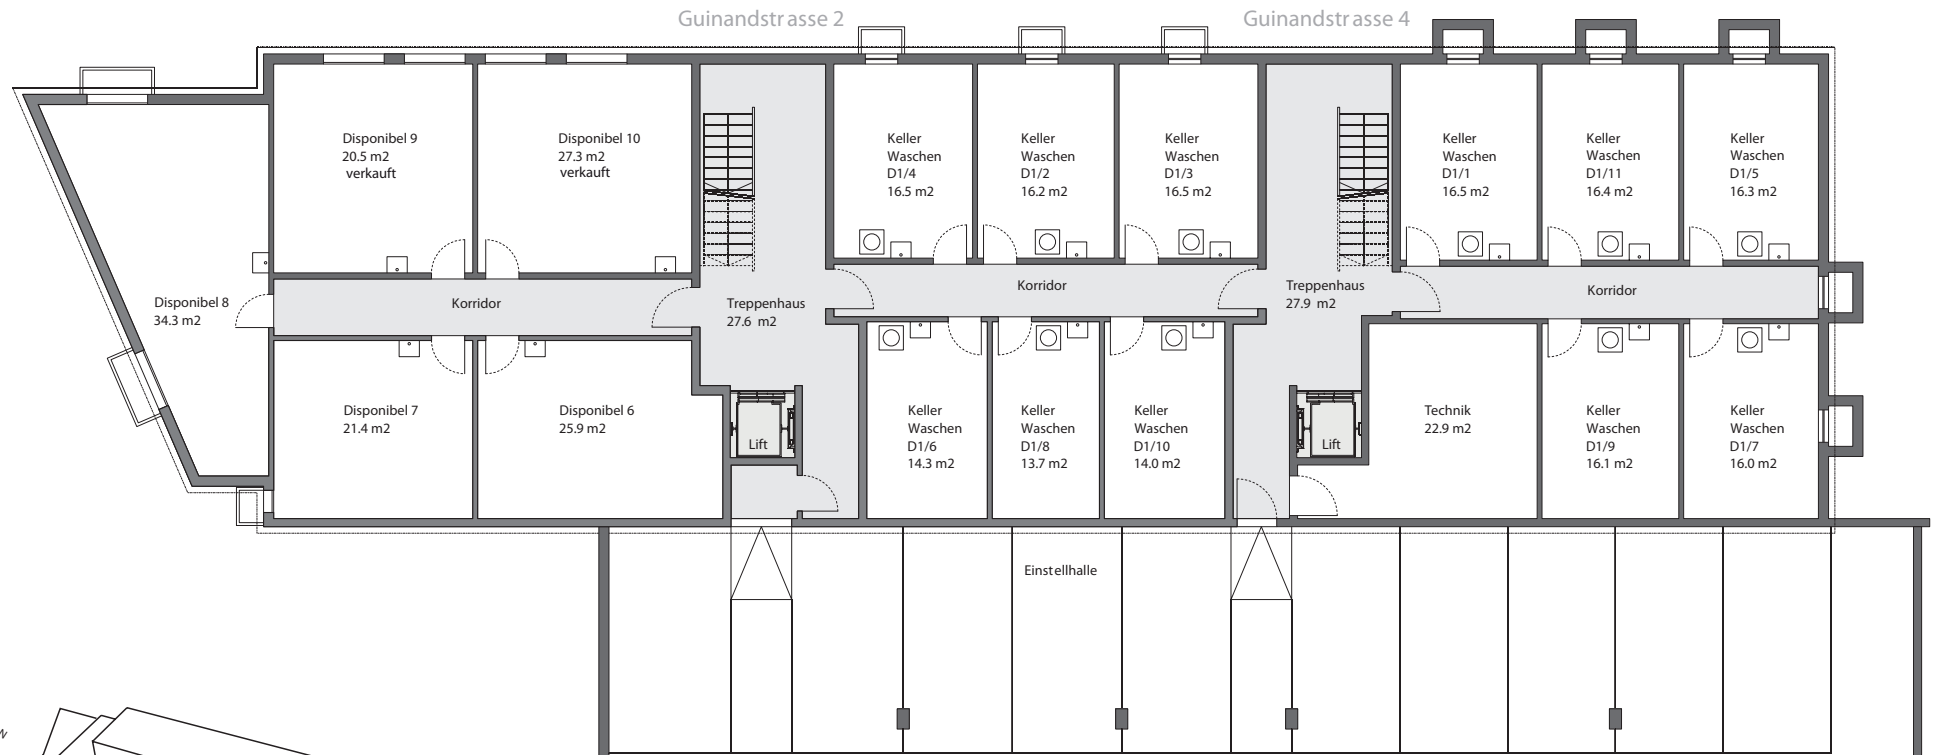 Guinandstrasse 2
Guinandstrasse 4
Disponibel 9
20.5 m2
verkauft
Disponibel 10
27.3 m2
verkauft
Keller
Waschen
D1/4
16.5 m2
Keller
Waschen
D1/2
16.2 m2
Keller
Waschen
D1/3
16.5 m2
Keller
Waschen
D1/1
16.5 m2
Keller
Waschen
D1/11
16.4 m2
Keller
Waschen
D1/5
16.3 m2
Disponibel 8
34.3 m2
Korridor
Treppenhaus
27.6 m2
Korridor
Treppenhaus
27.9 m2
Korridor
Disponibel 7
21.4 m2
Disponibel 6
25.9 m2
Lift
Keller
Waschen
D1/6
14.3 m2
Keller
Waschen
D1/8
13.7 m2
Keller
Waschen
D1/10
14.0 m2
Lift
Technik
22.9 m2
Keller
Waschen
D1/9
16.1 m2
Keller
Waschen
D1/7
16.0 m2
Einstellhalle